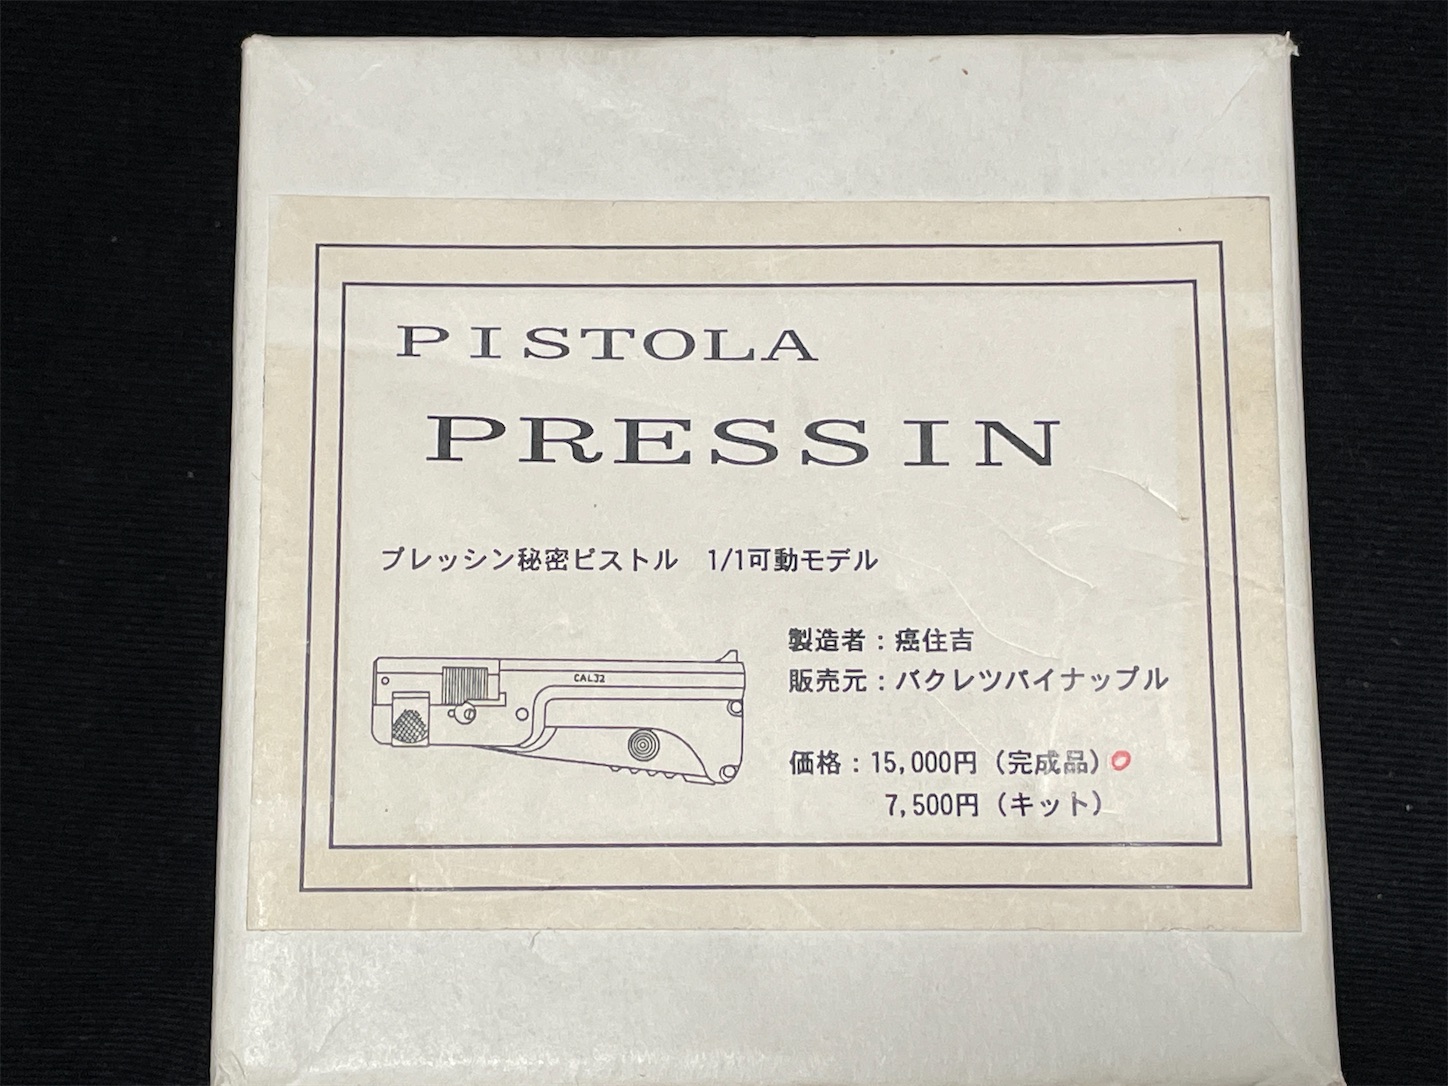 PISTOLA
PRESSIN
プレッシン秘密ピストル 1/1可動モデル
製造者：癌住吉
販売元：バクレツパイナップル
CAL32
価格：15,000円（完成品）
7,500円（キット）